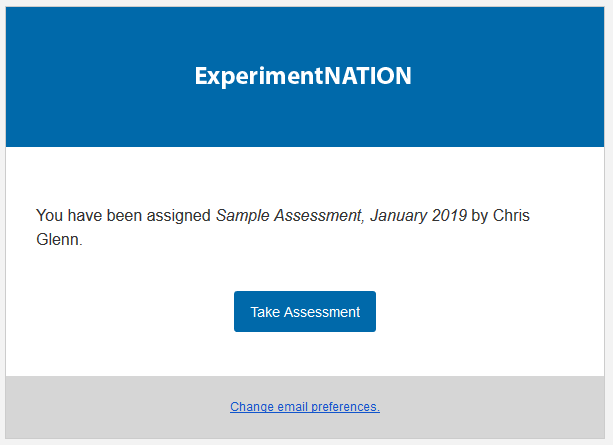 ExperimentNATION
You have been assigned Sample Assessment, January 2019 by Chris
Glenn.
Take Assessment
Change email preferences.